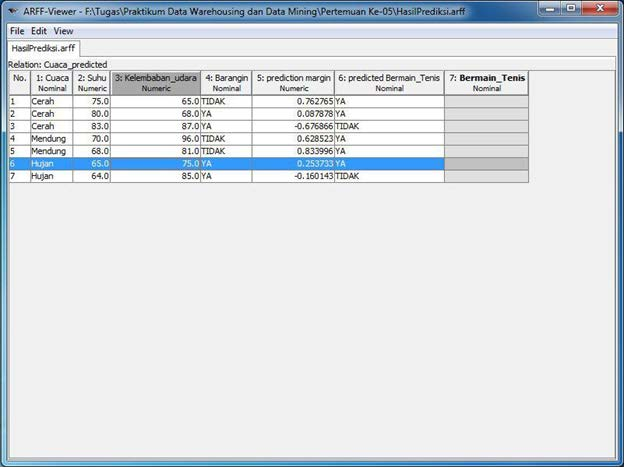 ARFF-Viewer - F:\Tugas\Praktikum Data Warehousing dan Data Mining\Pertemuan Ke-05\HasilPrediksi.arff
File Edit View
HasilPrediksi.arff
Relation: Cuaca_predicted
No. 1: Cuaca 2: Suhu 3: Kelembaban_udara 4: Barangin 5: prediction margin 6: predicted Bermain_Tenis 7: Bermain_Tenis
Nominal Numeric Numeric Nominal Numeric Nominal Nominal
1 Cerah 75.0 65.0 TIDAK 0.762765 YA
2 Cerah 80.0 68.0 YA 0.087878 YA
3 Cerah 83.0 87.0 YA -0.676866 TIDAK
4 Mendung 70.0 96.0 TIDAK 0.628523 YA
5 Mendung 68.0 81.0 TIDAK 0.833996 YA
6 Hujan 65.0 75.0 YA 0.253733 YA
7 Hujan 64.0 85.0 YA -0.160143 TIDAK